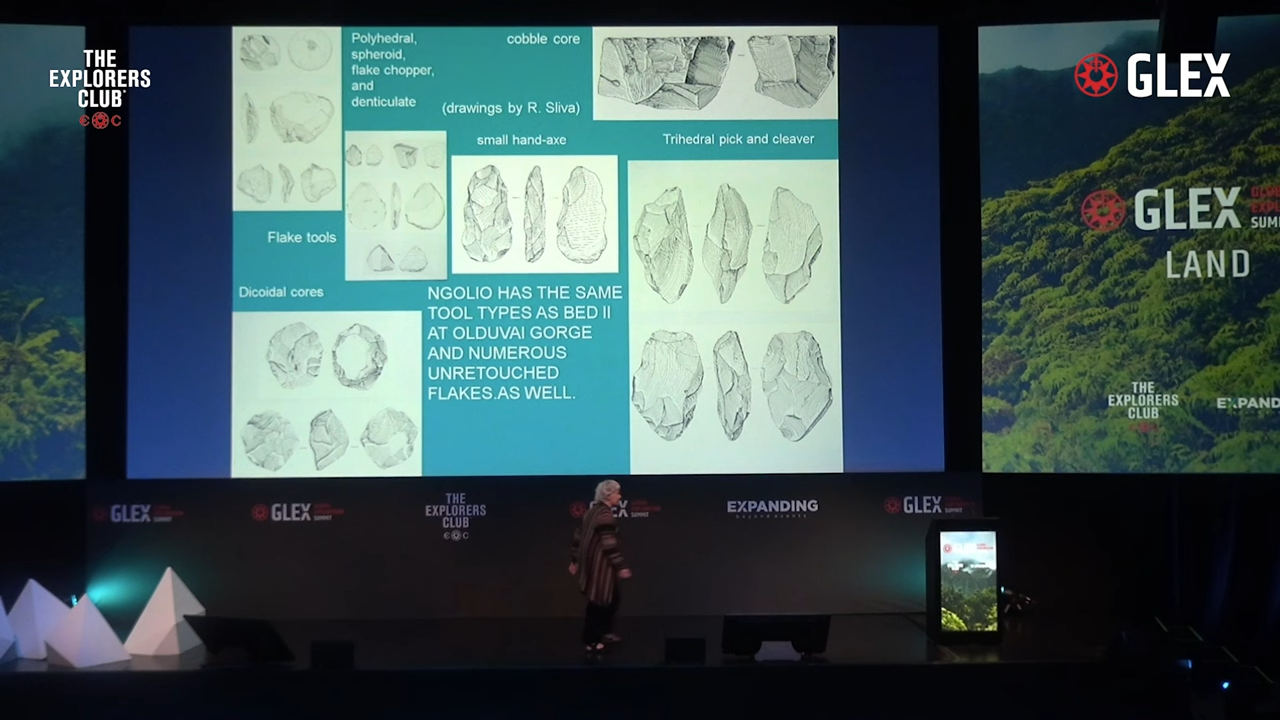 THE
EXPLORERS
CLUB
GLEX
Polyhedral,
spheroid,
flake chopper,
and
denticulate
cobble core
(drawings by R. Sliva)
small hand-axe
Trihedral pick and cleaver
Flake tools
Dicoidal cores
NGOLIO HAS THE SAME
TOOL TYPES AS BED II
AT OLDUVAI GORGE
AND NUMEROUS
UNRETOUCHED
FLAKES.AS WELL.
GLEX
LAND
THE
EXPLORERS
CLUB
EXPAND
GLEX
GLEX
THE
EXPLORERS
CLUB
EXPANDING
GLEX